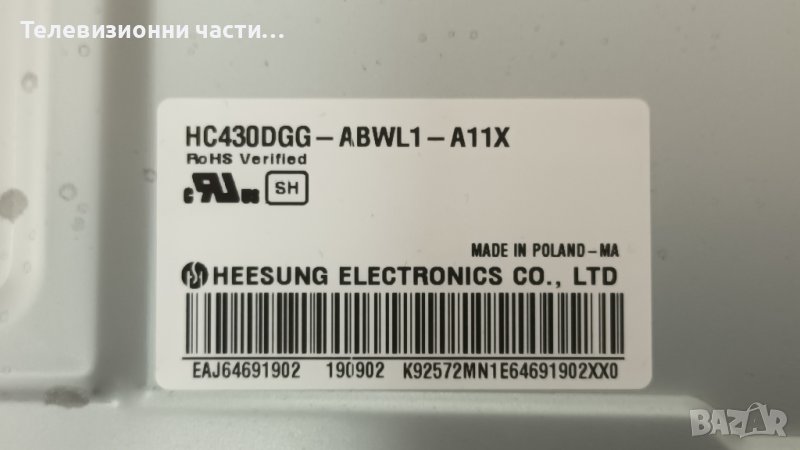 Телевизионни части...
HC430DGG-ABWL1-A11X
RoHS Verified
SH
MADE IN POLAND-MA
HEESUNG ELECTRONICS CO., LTD
EAJ64691902 190902 K92572MN1E64691902XX0
BAZAR